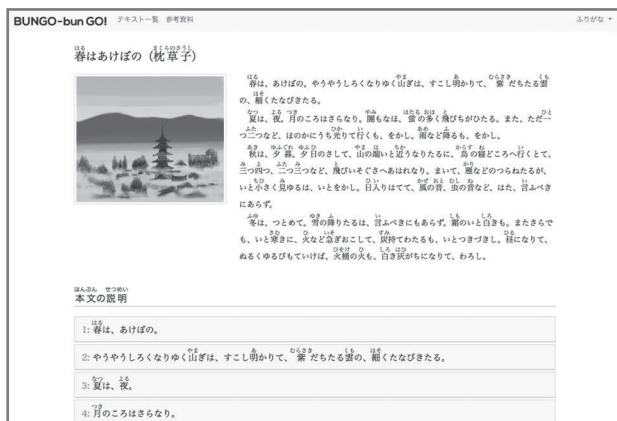 BUNGO-bun GO! テキスト一覧 参考資料 ふりがな
春はあけぼの（枕草子）
春は、あけぼの。やうやうしろくなりゆく山ぎは、すこし明かりて、紫だちたる雲
の、細くたなびきたる。
夏は、夜。月のころはさらなり。闇もなほ、蛍の多く飛びちがひたる。また、ただ一
つ二つなど、ほのかにうち光りて行くも、をかし。雨など降るも、をかし。
秋は、夕暮。夕日のさして、山の端いと近うなりたるに、烏の寝どころへ行くとて、
三つ四つ、二つ三つなど、飛びいそぐさへあはれなり。まいて、雁などのつらねたるが、
いと小さく見ゆるは、いとをかし。日入りはてて、風の音、虫の音など、はた、言ふべき
にあらず。
冬は、つとめて。雪の降りたるは、言ふべきにもあらず。霜のいと白きも。またさらで
も、いと寒きに、火など急ぎおこして、炭持てわたるも、いとつきづきし。昼になりて、
ぬるくゆるびもていけば、火桶の火も、白き灰がちになりて、わろし。
本文の説明
1: 春は、あけぼの。
2: やうやうしろくなりゆく山ぎは、すこし明かりて、紫だちたる雲の、細くたなびきたる。
3: 夏は、夜。
4: 月のころはさらなり。